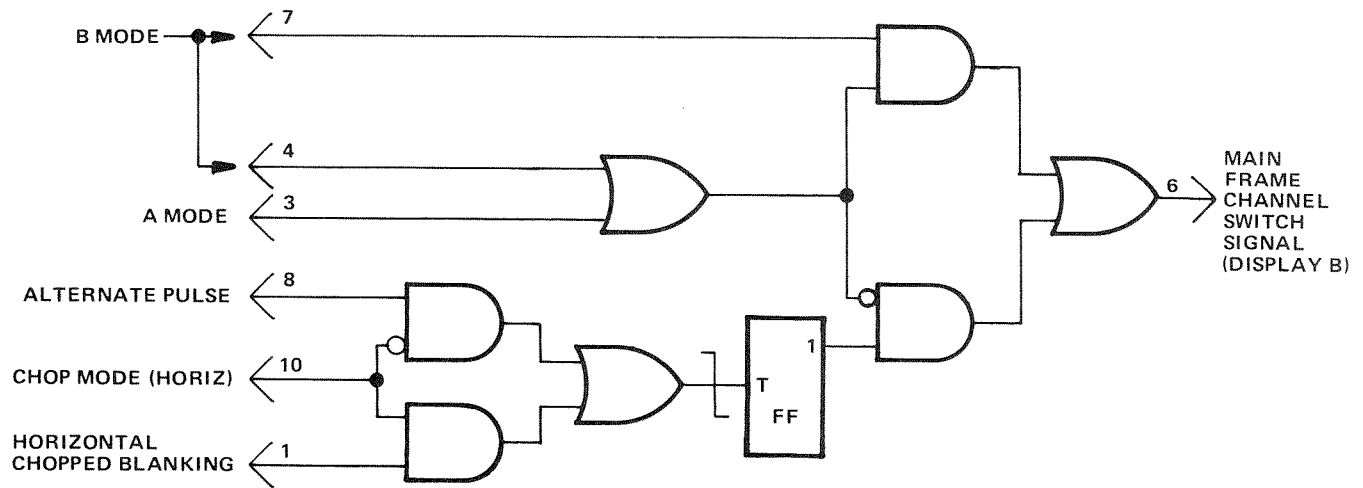 B MODE
7
4
3
A MODE
6
MAIN
FRAME
CHANNEL
SWITCH
SIGNAL
(DISPLAY B)
8
ALTERNATE PULSE
10
CHOP MODE (HORIZ)
1
T
FF
HORIZONTAL
CHOPPED BLANKING
1